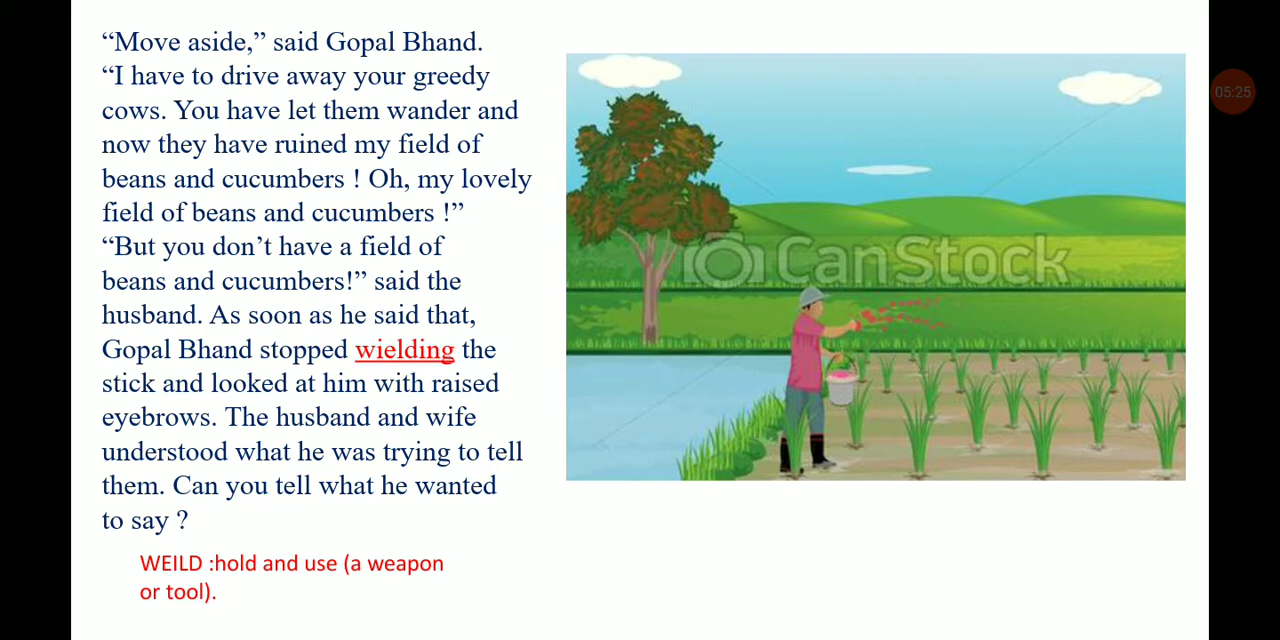 “Move aside,” said Gopal Bhand.
“I have to drive away your greedy
cows. You have let them wander and
now they have ruined my field of
beans and cucumbers ! Oh, my lovely
field of beans and cucumbers !”
“But you don’t have a field of
beans and cucumbers!” said the
husband. As soon as he said that,
Gopal Bhand stopped wielding the
stick and looked at him with raised
eyebrows. The husband and wife
understood what he was trying to tell
them. Can you tell what he wanted
to say ?
WEILD :hold and use (a weapon
or tool).
CanStock
05:25